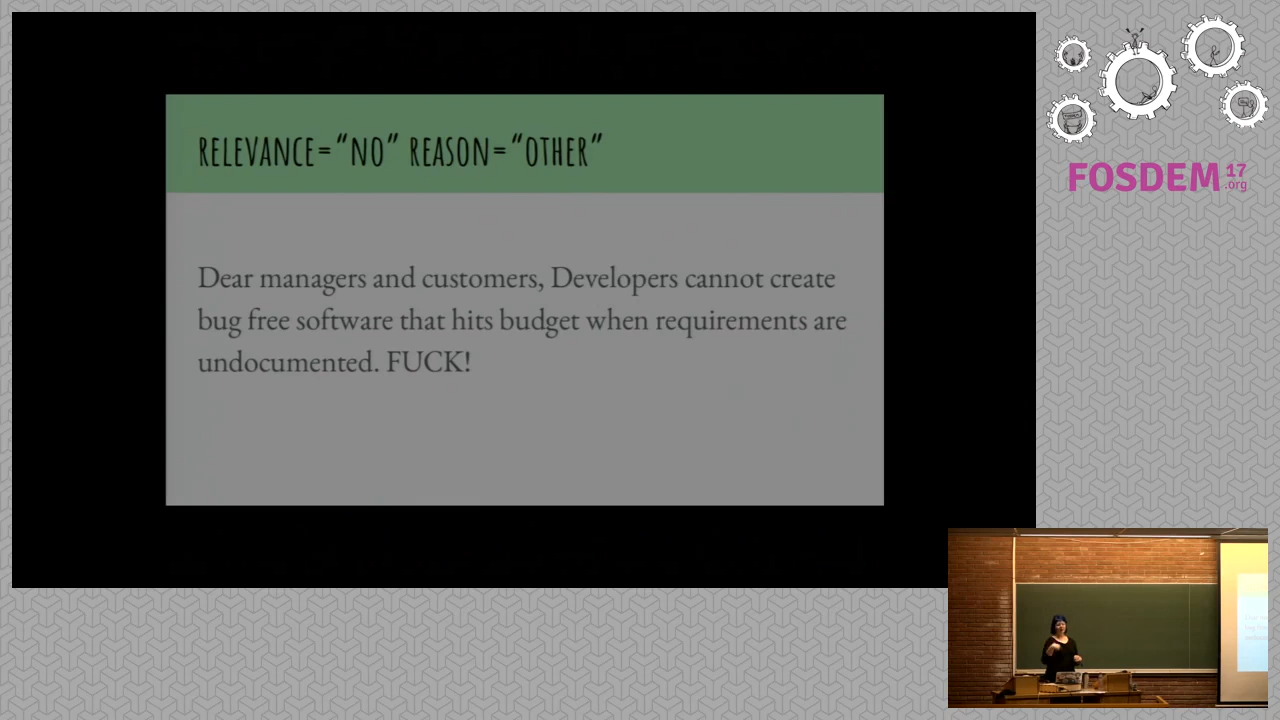 RELEVANCE=“NO” REASON=“OTHER”
Dear managers and customers, Developers cannot create
bug free software that hits budget when requirements are
undocumented. FUCK!
FOSDEM 17
.org